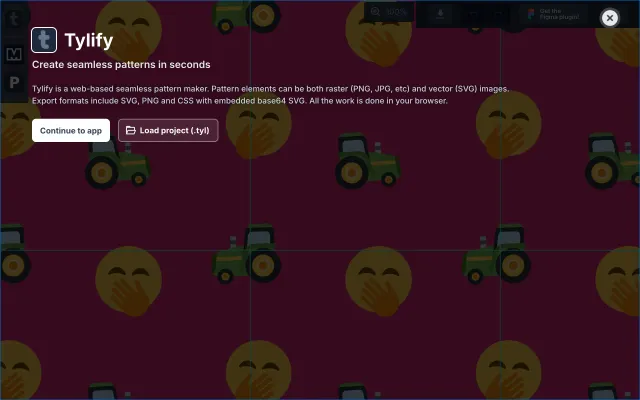 t
100%
Get the
Figma plugin!
t Tylify
M
Create seamless patterns in seconds
P
Tylify is a web-based seamless pattern maker. Pattern elements can be both raster (PNG, JPG, etc) and vector (SVG) images.
Export formats include SVG, PNG and CSS with embedded base64 SVG. All the work is done in your browser.
Continue to app
Load project (.tyl)